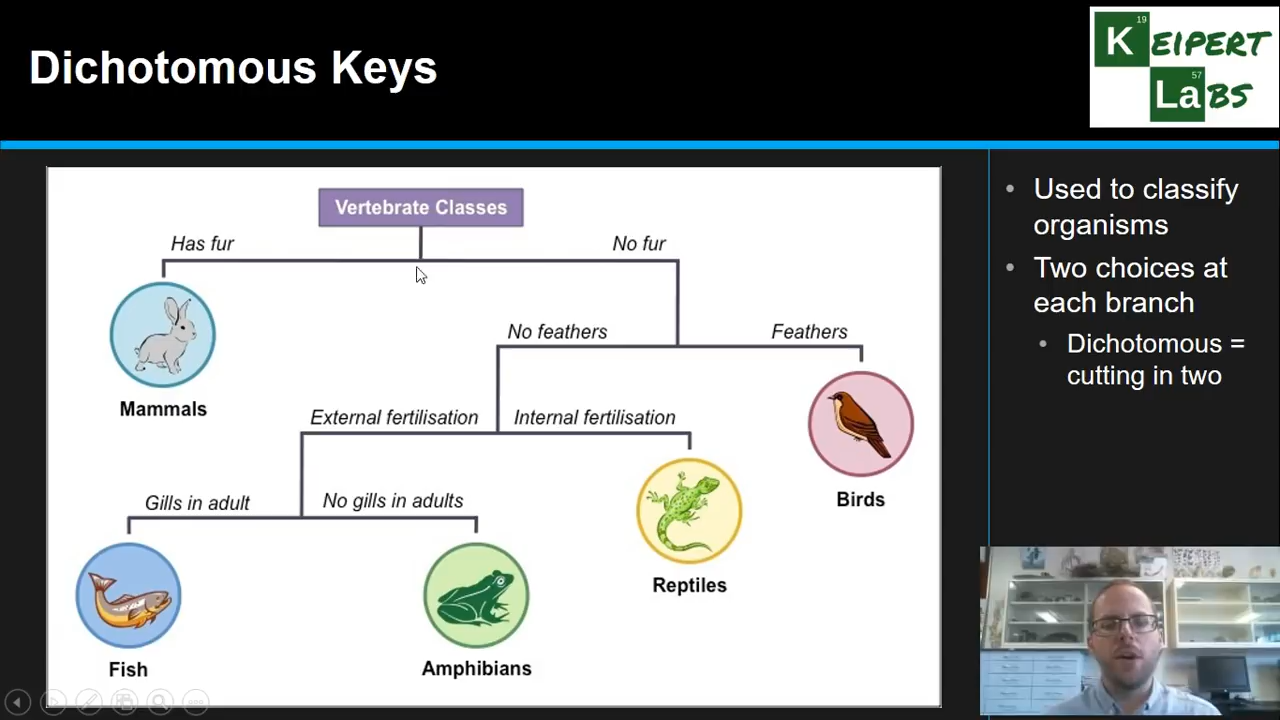 Dichotomous Keys
19
K EIPERT
57
LaBS
Vertebrate Classes
Has fur
No fur
No feathers
Feathers
Mammals
External fertilisation
Internal fertilisation
Birds
Gills in adult
No gills in adults
Reptiles
Fish
Amphibians
• Used to classify
organisms
• Two choices at
each branch
• Dichotomous =
cutting in two